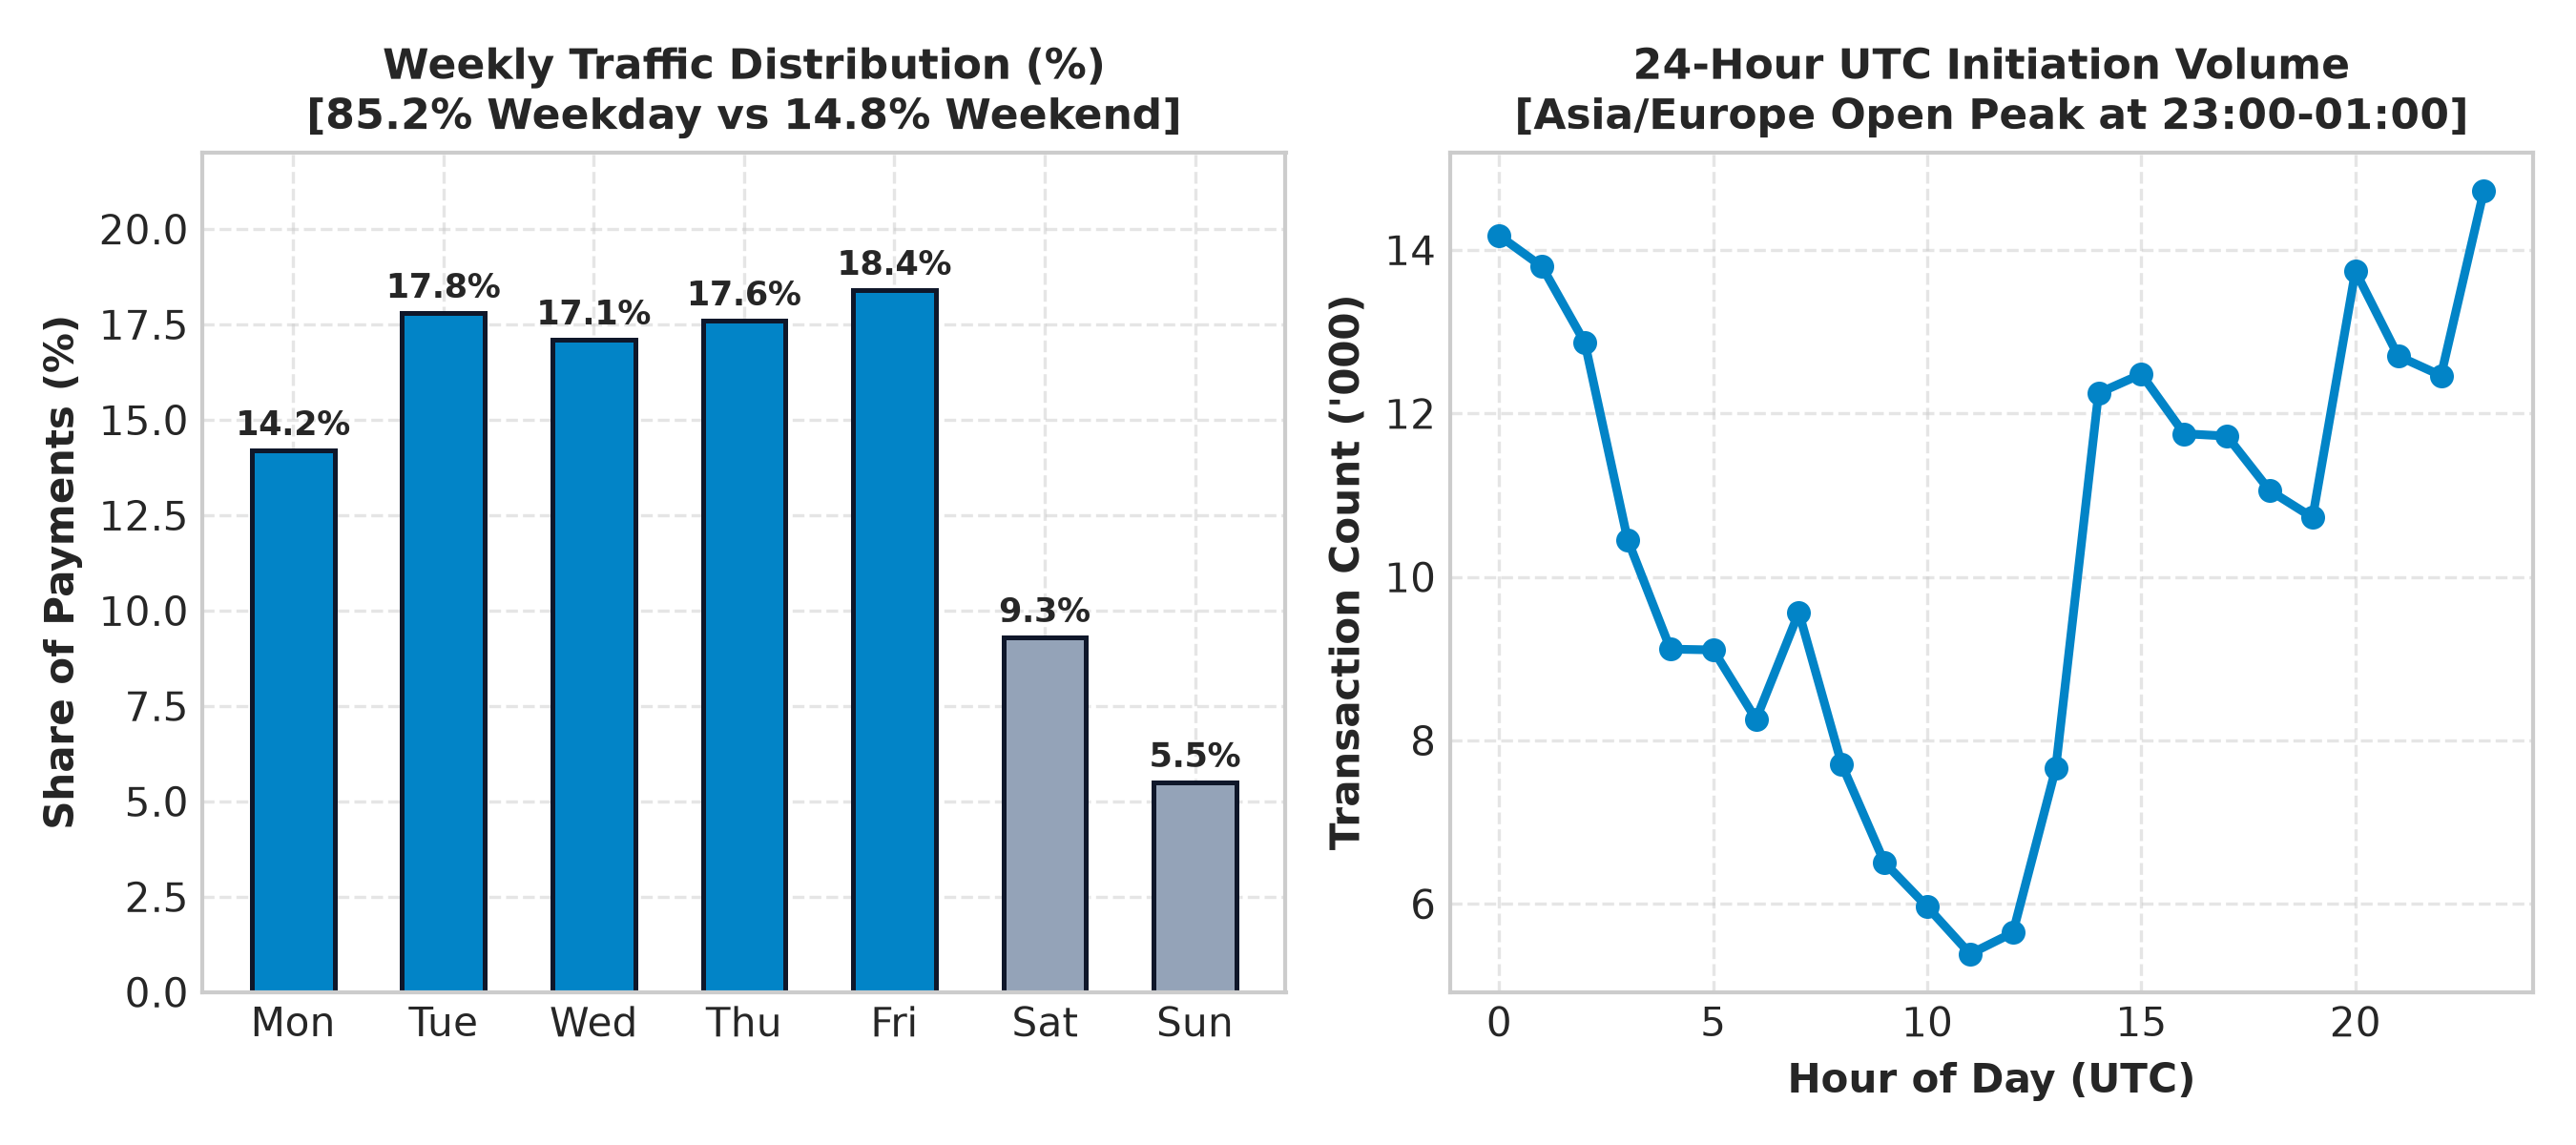 Weekly Traffic Distribution (%)
[85.2% Weekday vs 14.8% Weekend]
Share of Payments (%)
20.0
17.5
15.0
12.5
10.0
7.5
5.0
2.5
0.0
14.2%
17.8%
17.1%
17.6%
18.4%
9.3%
5.5%
Mon Tue Wed Thu Fri Sat Sun
24-Hour UTC Initiation Volume
[Asia/Europe Open Peak at 23:00-01:00]
Transaction Count ('000)
14
12
10
8
6
0 5 10 15 20
Hour of Day (UTC)